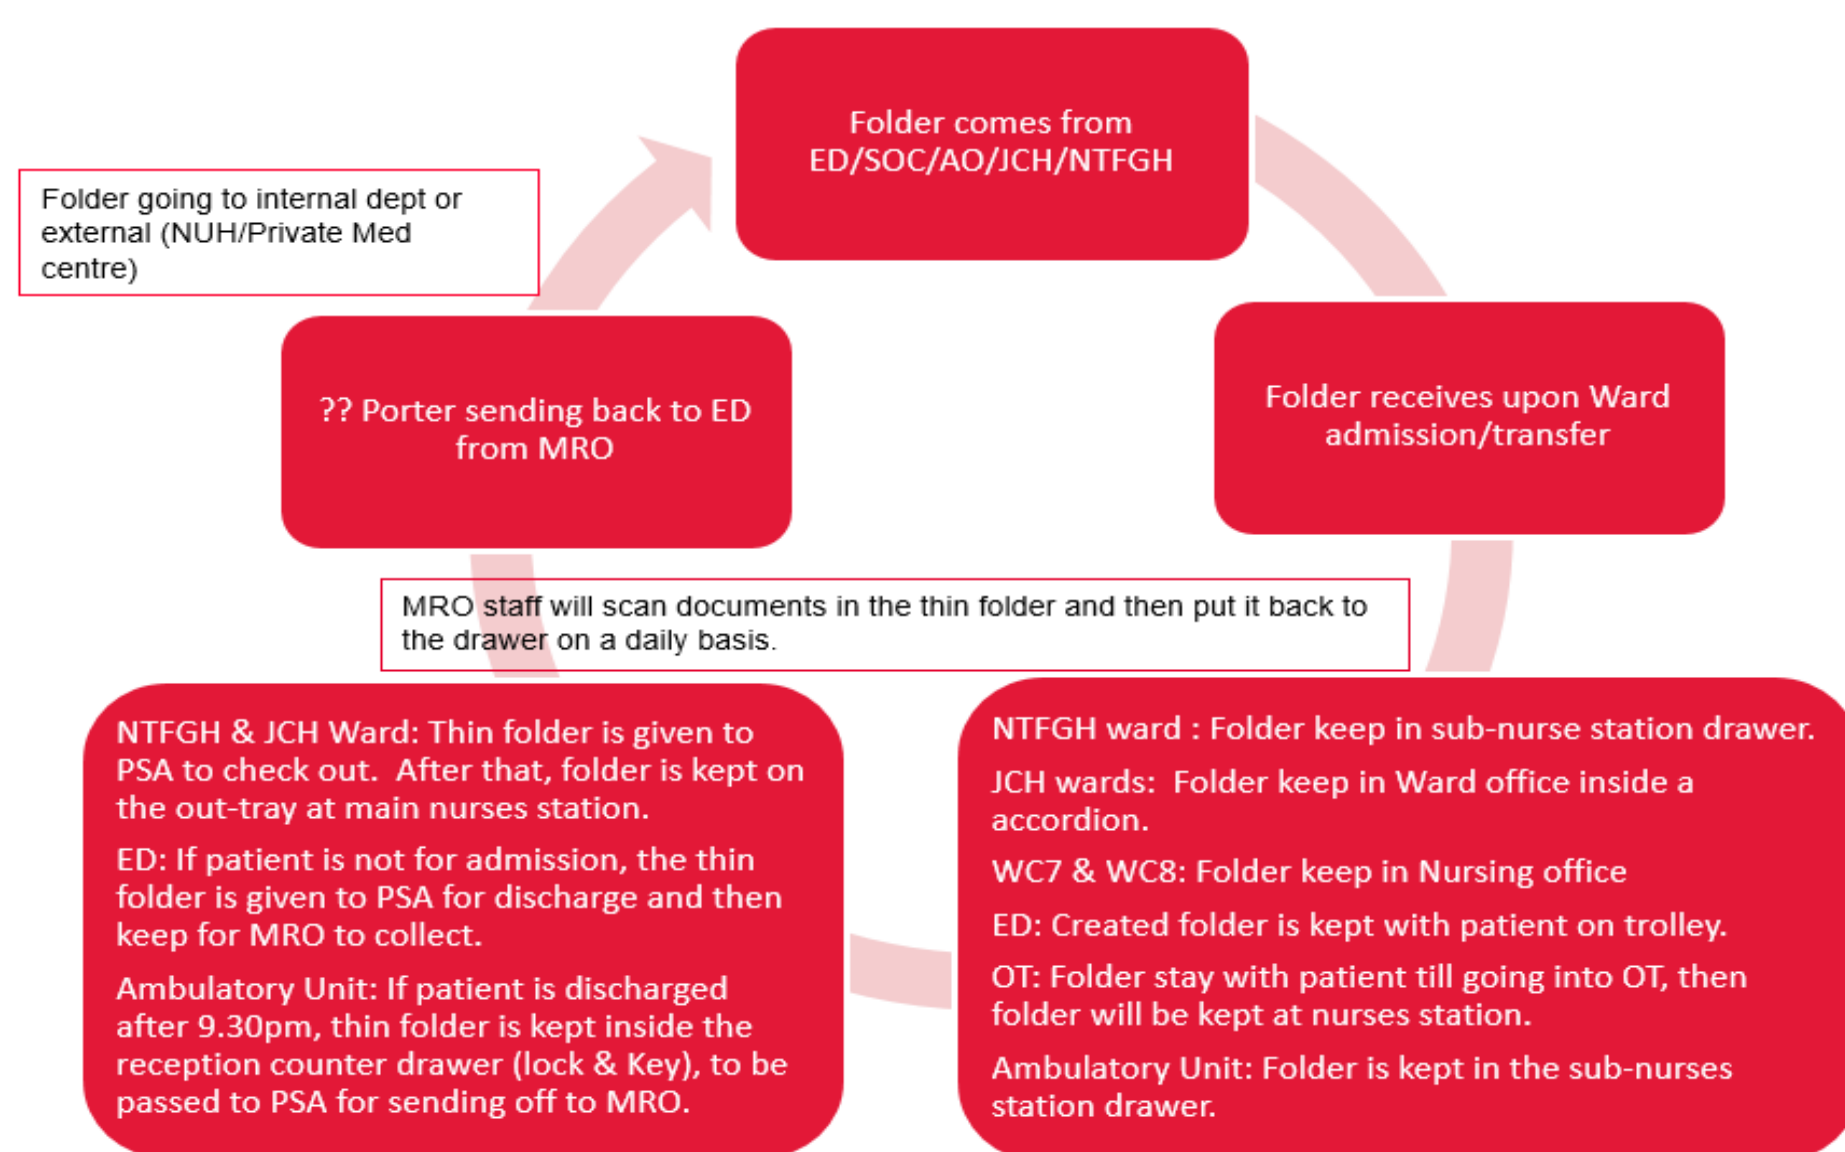 Folder comes from
ED/SOC/AO/JCH/NTFGH
Folder going to internal dept or
external (NUH/Private Med
centre)
?? Porter sending back to ED
from MRO
Folder receives upon Ward
admission/transfer
MRO staff will scan documents in the thin folder and then put it back to
the drawer on a daily basis.
NTFGH & JCH Ward: Thin folder is given to
PSA to check out.  After that, folder is kept on
the out-tray at main nurses station.
ED: If patient is not for admission, the thin
folder is given to PSA for discharge and then
keep for MRO to collect.
Ambulatory Unit: If patient is discharged
after 9.30pm, thin folder is kept inside the
reception counter drawer (lock & Key), to be
passed to PSA for sending off to MRO.
NTFGH ward : Folder keep in sub-nurse station drawer.
JCH wards:  Folder keep in Ward office inside a
accordion.
WC7 & WC8: Folder keep in Nursing office
ED: Created folder is kept with patient on trolley.
OT: Folder stay with patient till going into OT, then
folder will be kept at nurses station.
Ambulatory Unit: Folder is kept in the sub-nurses
station drawer.